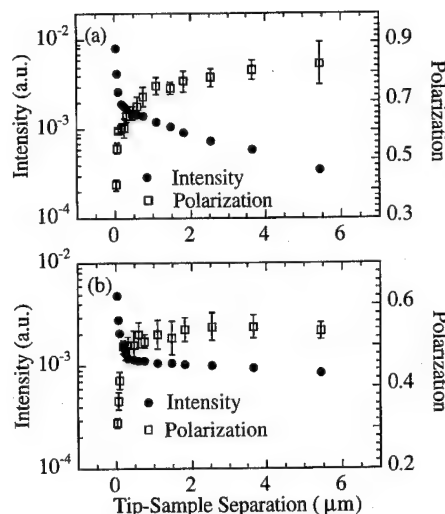 (a)
Intensity (a.u.)
10-2
10-3
10-4
0.9
0.7
0.5
0.3
Polarization
Intensity
Polarization
0 2 4 6
(b)
Intensity (a.u.)
10-2
10-3
10-4
0.6
0.4
0.2
Polarization
Intensity
Polarization
0 2 4 6
Tip-Sample Separation (μm)